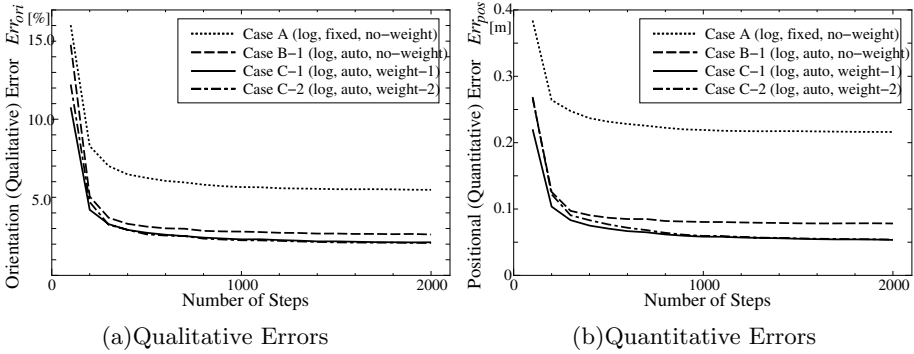 Orientation (Qualitative) Error Err_ori
[%]
15.0
10.0
5.0
Case A (log, fixed, no-weight)
Case B−1 (log, auto, no-weight)
Case C−1 (log, auto, weight-1)
Case C−2 (log, auto, weight-2)
0
1000
2000
Number of Steps
(a)Qualitative Errors
Positional (Quantitative) Error Err_pos
[m]
0.4
0.3
0.2
0.1
0
Case A (log, fixed, no-weight)
Case B−1 (log, auto, no-weight)
Case C−1 (log, auto, weight-1)
Case C−2 (log, auto, weight-2)
0
1000
2000
Number of Steps
(b)Quantitative Errors